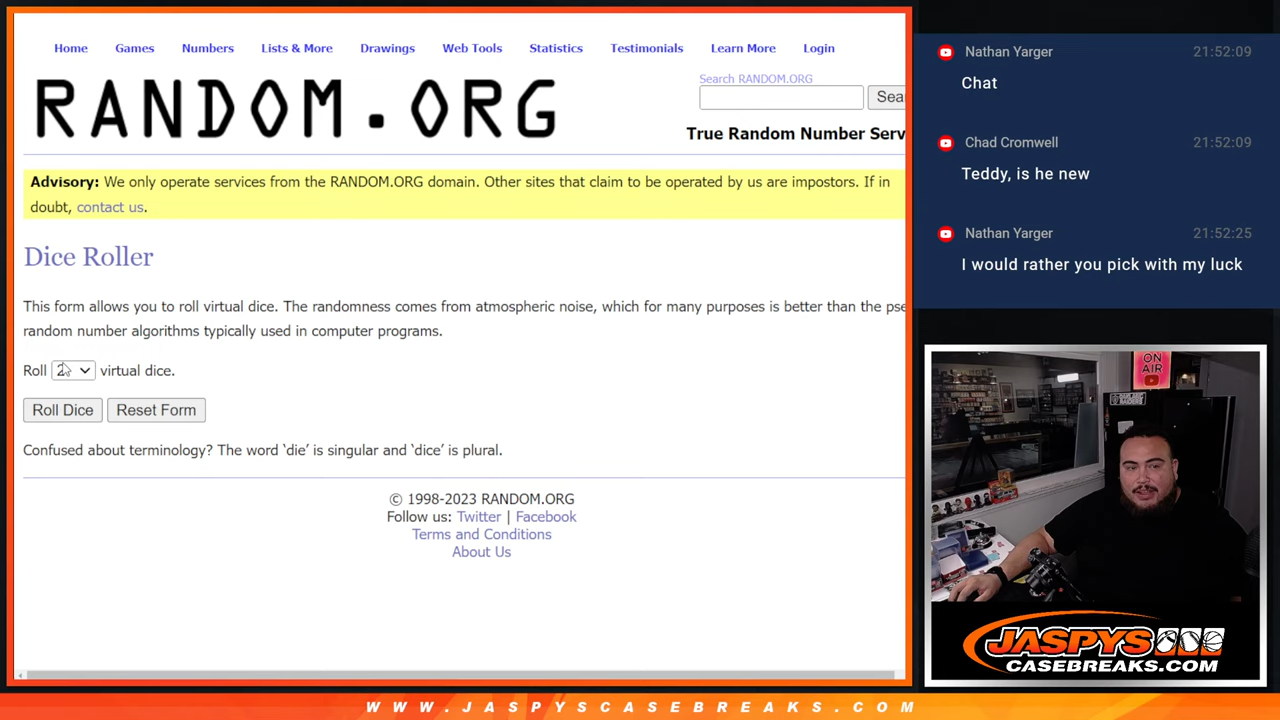 Home Games Numbers Lists & More Drawings Web Tools Statistics Testimonials Learn More Login
RANDOM.ORG
Search RANDOM.ORG
Sear
True Random Number Serv
Advisory: We only operate services from the RANDOM.ORG domain. Other sites that claim to be operated by us are impostors. If in
doubt, contact us.
Dice Roller
This form allows you to roll virtual dice. The randomness comes from atmospheric noise, which for many purposes is better than the pse
random number algorithms typically used in computer programs.
Roll 2 virtual dice.
Roll Dice Reset Form
Confused about terminology? The word ‘die’ is singular and ‘dice’ is plural.
© 1998-2023 RANDOM.ORG
Follow us: Twitter | Facebook
Terms and Conditions
About Us
Nathan Yarger 21:52:09
Chat
Chad Cromwell 21:52:09
Teddy, is he new
Nathan Yarger 21:52:25
I would rather you pick with my luck
ON
AIR
JASPYS
CASEBREAKS.COM
WWW.JASPYSCASEBREAKS.COM